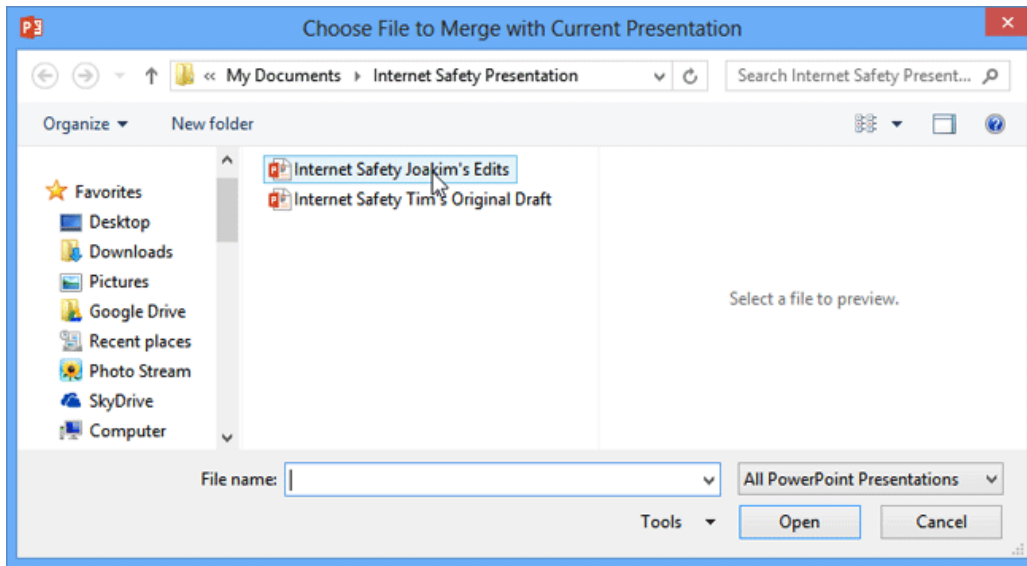 Choose File to Merge with Current Presentation
« My Documents Internet Safety Presentation
Search Internet Safety Present...
Organize
New folder
Favorites
Desktop
Downloads
Pictures
Google Drive
Recent places
Photo Stream
SkyDrive
Computer
Internet Safety Joakim's Edits
Internet Safety Tim's Original Draft
Select a file to preview.
File name:
All PowerPoint Presentations
Tools
Open
Cancel